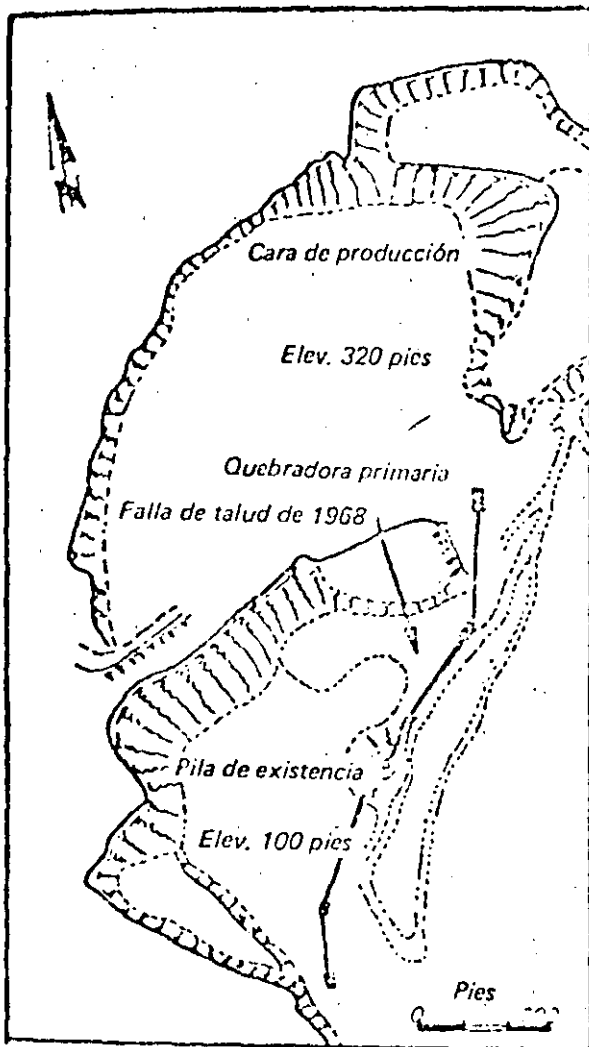 Cara de producción
Elev. 320 pies
Quebradora primaria
Falla de talud de 1968
Pila de existencia
Elev. 100 pies
Pies
0